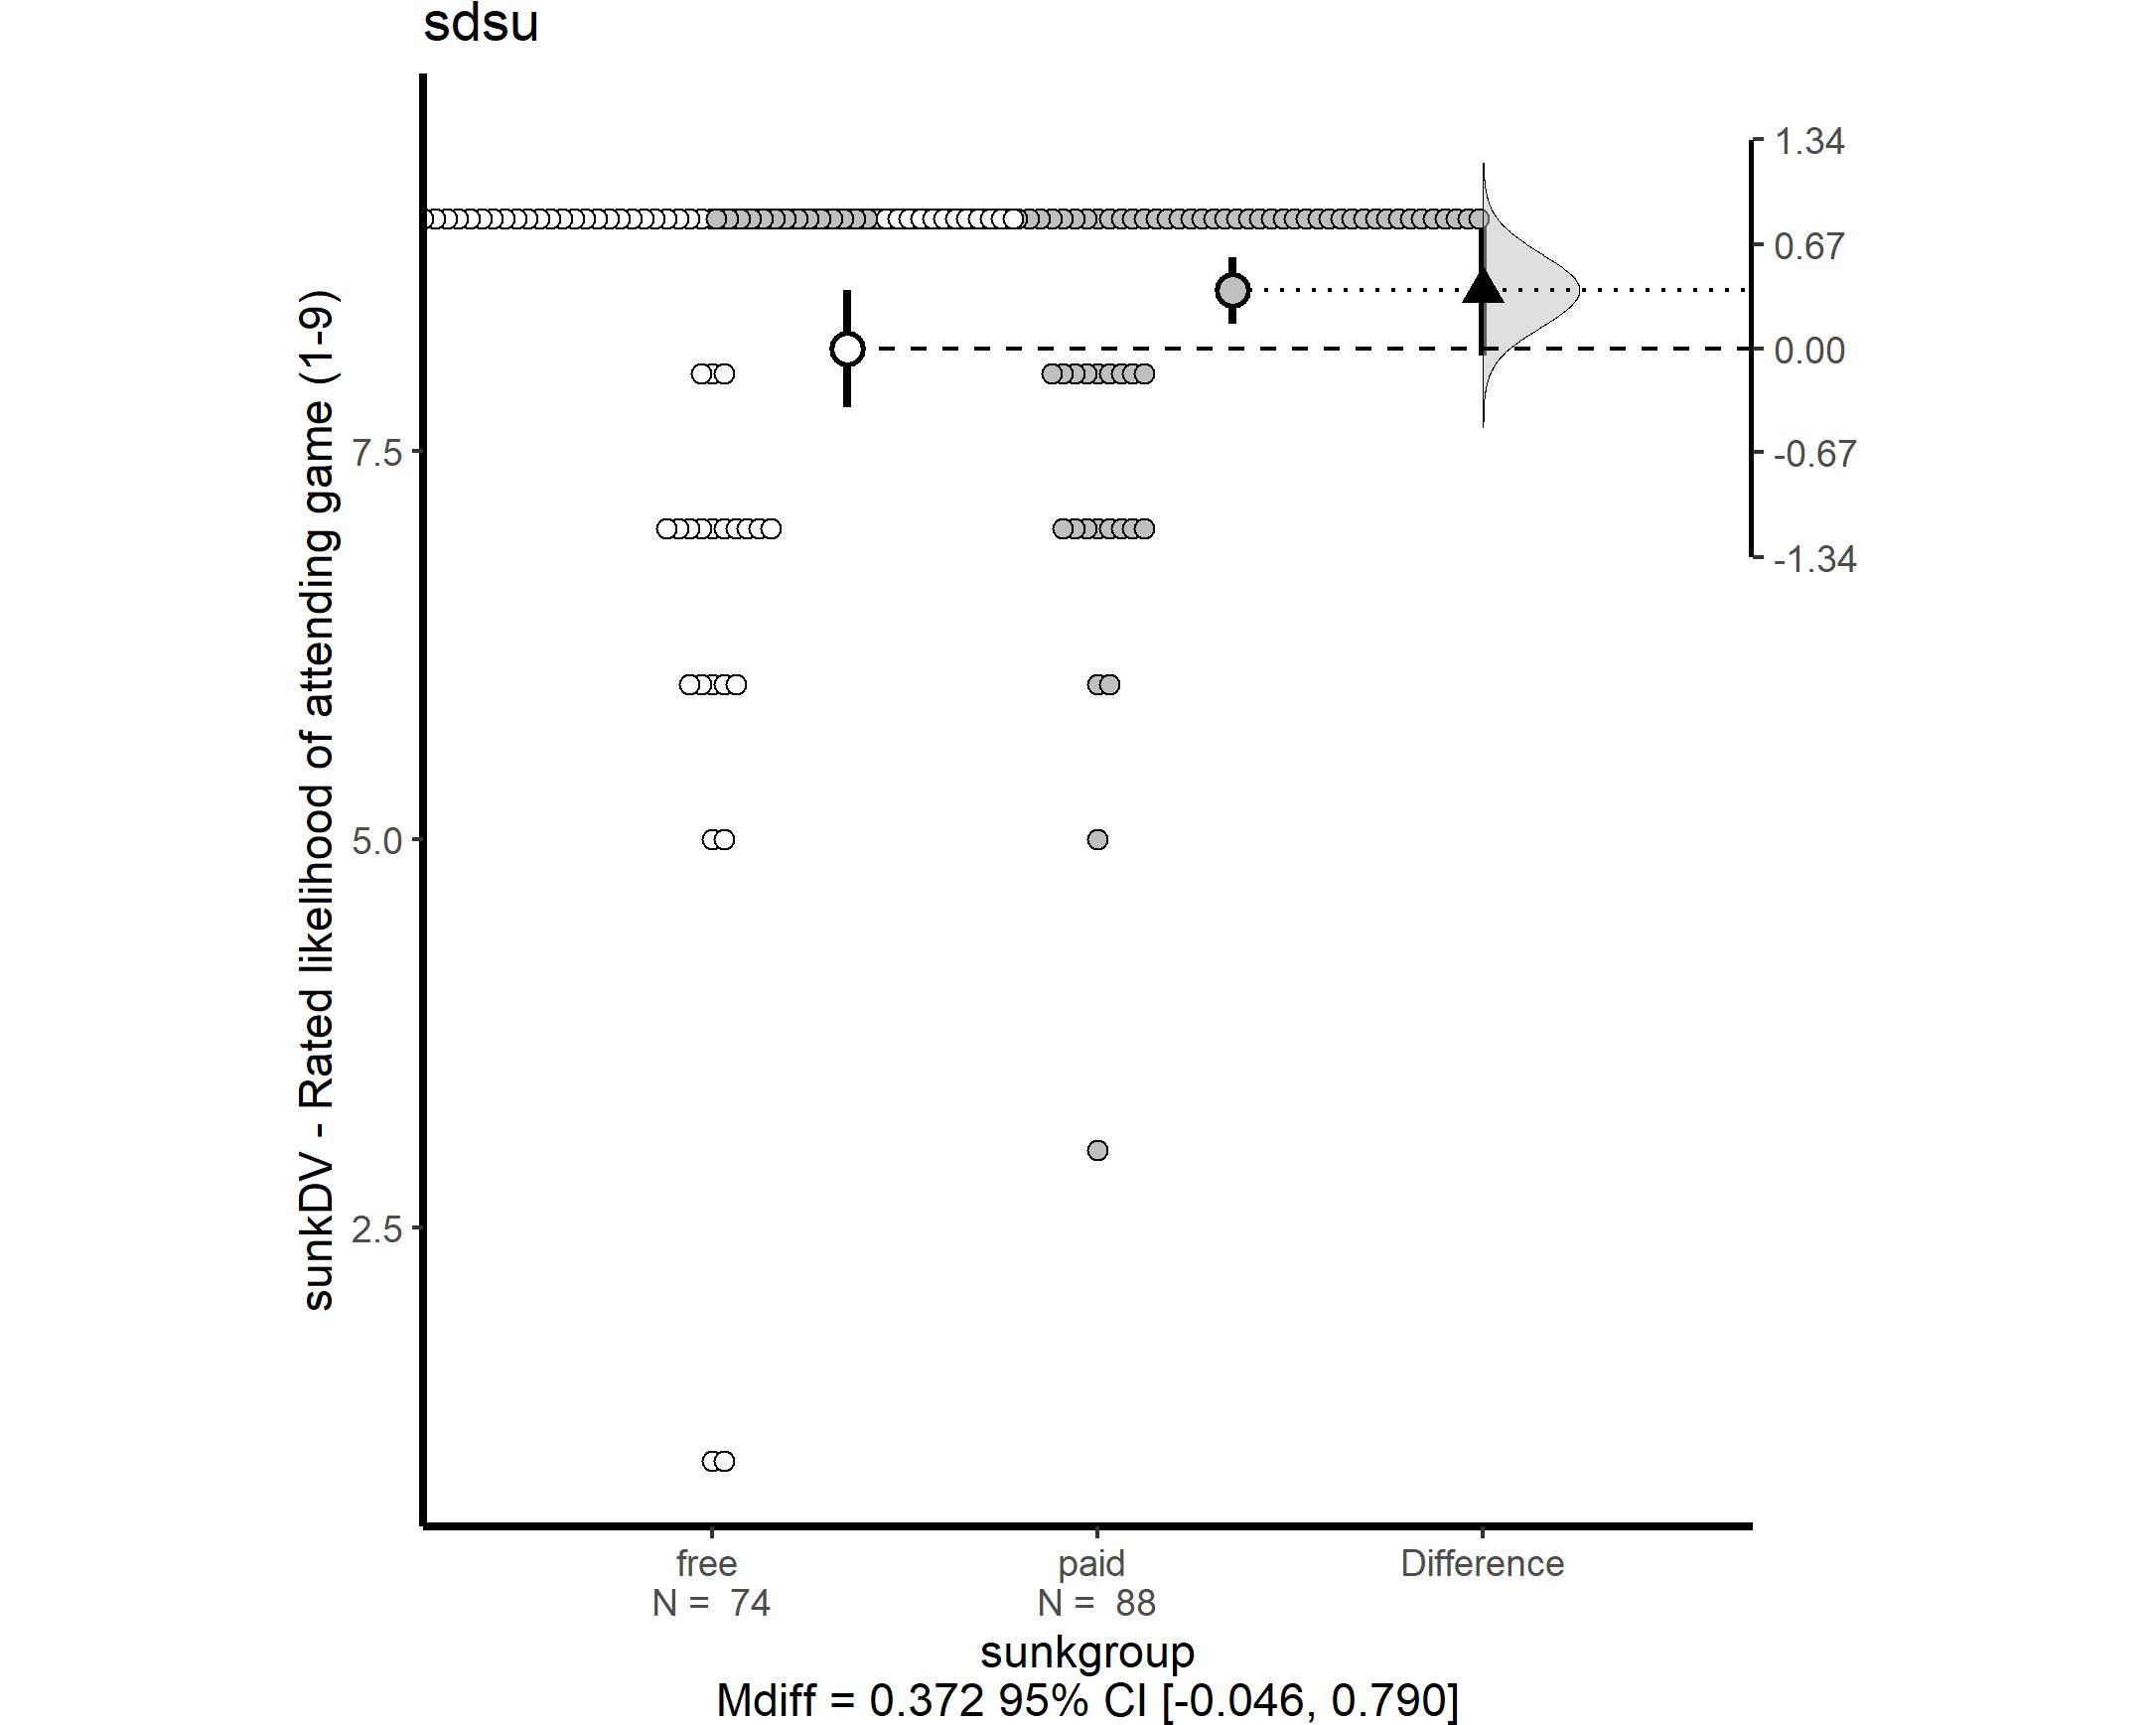 sdsu
sunkDV - Rated likelihood of attending game (1-9)
7.5
5.0
2.5
1.34
0.67
0.00
-0.67
-1.34
free
N =  74
paid
N =  88
Difference
sunkgroup
Mdiff = 0.372 95% CI [-0.046, 0.790]